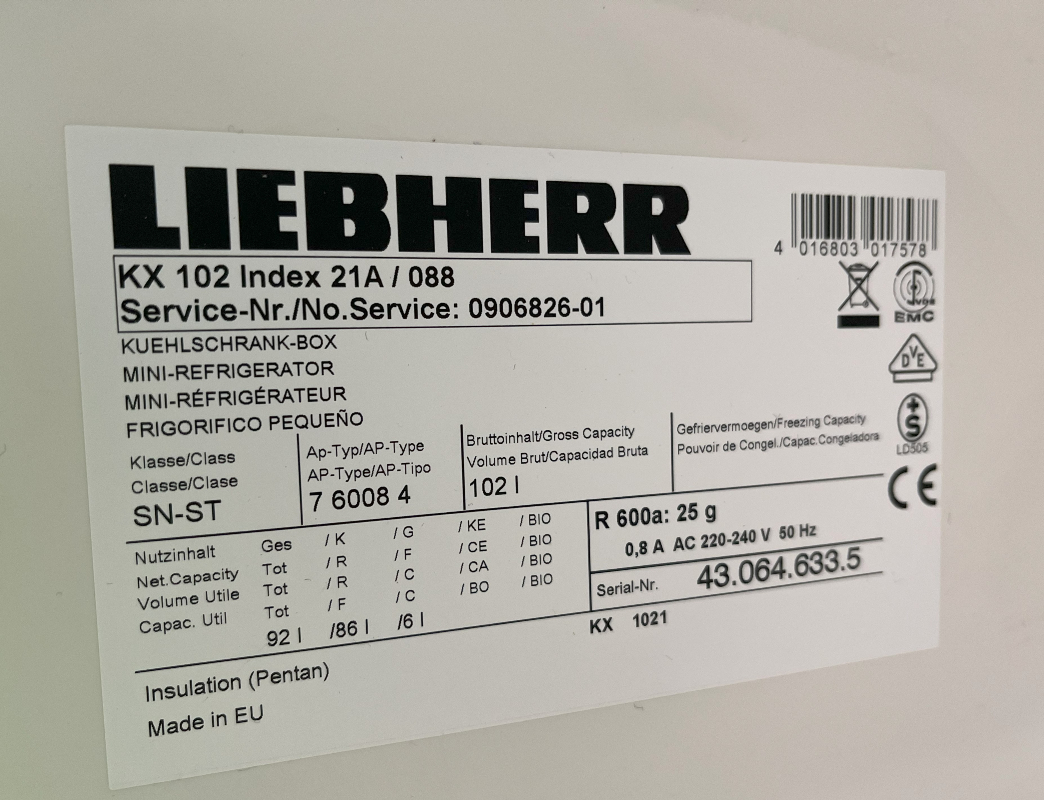 LIEBHERR
4 016803 017578
KX 102 Index 21A / 088
Service-Nr./No.Service: 0906826-01
EMC
KUEHLSCHRANK-BOX
MINI-REFRIGERATOR
MINI-RÉFRIGÉRATEUR
FRIGORIFICO PEQUEÑO
VDE
+S
LD505
CE
Klasse/Class
Classe/Clase
SN-ST
Ap-Typ/AP-Type
AP-Type/AP-Tipo
7 6008 4
Bruttoinhalt/Gross Capacity
Volume Brut/Capacidad Bruta
102 l
Gefriervermoegen/Freezing Capacity
Pouvoir de Congel./Capac.Congeladora
Nutzinhalt Ges / K / G / KE / BIO
Net.Capacity Tot / R / F / CE / BIO
Volume Utile Tot / R / C / CA / BIO
Capac. Util Tot / F / C / BO / BIO
92 l /86 l /6 l
R 600a: 25 g
0,8 A AC 220-240 V 50 Hz
Serial-Nr. 43.064.633.5
KX 1021
Insulation (Pentan)
Made in EU